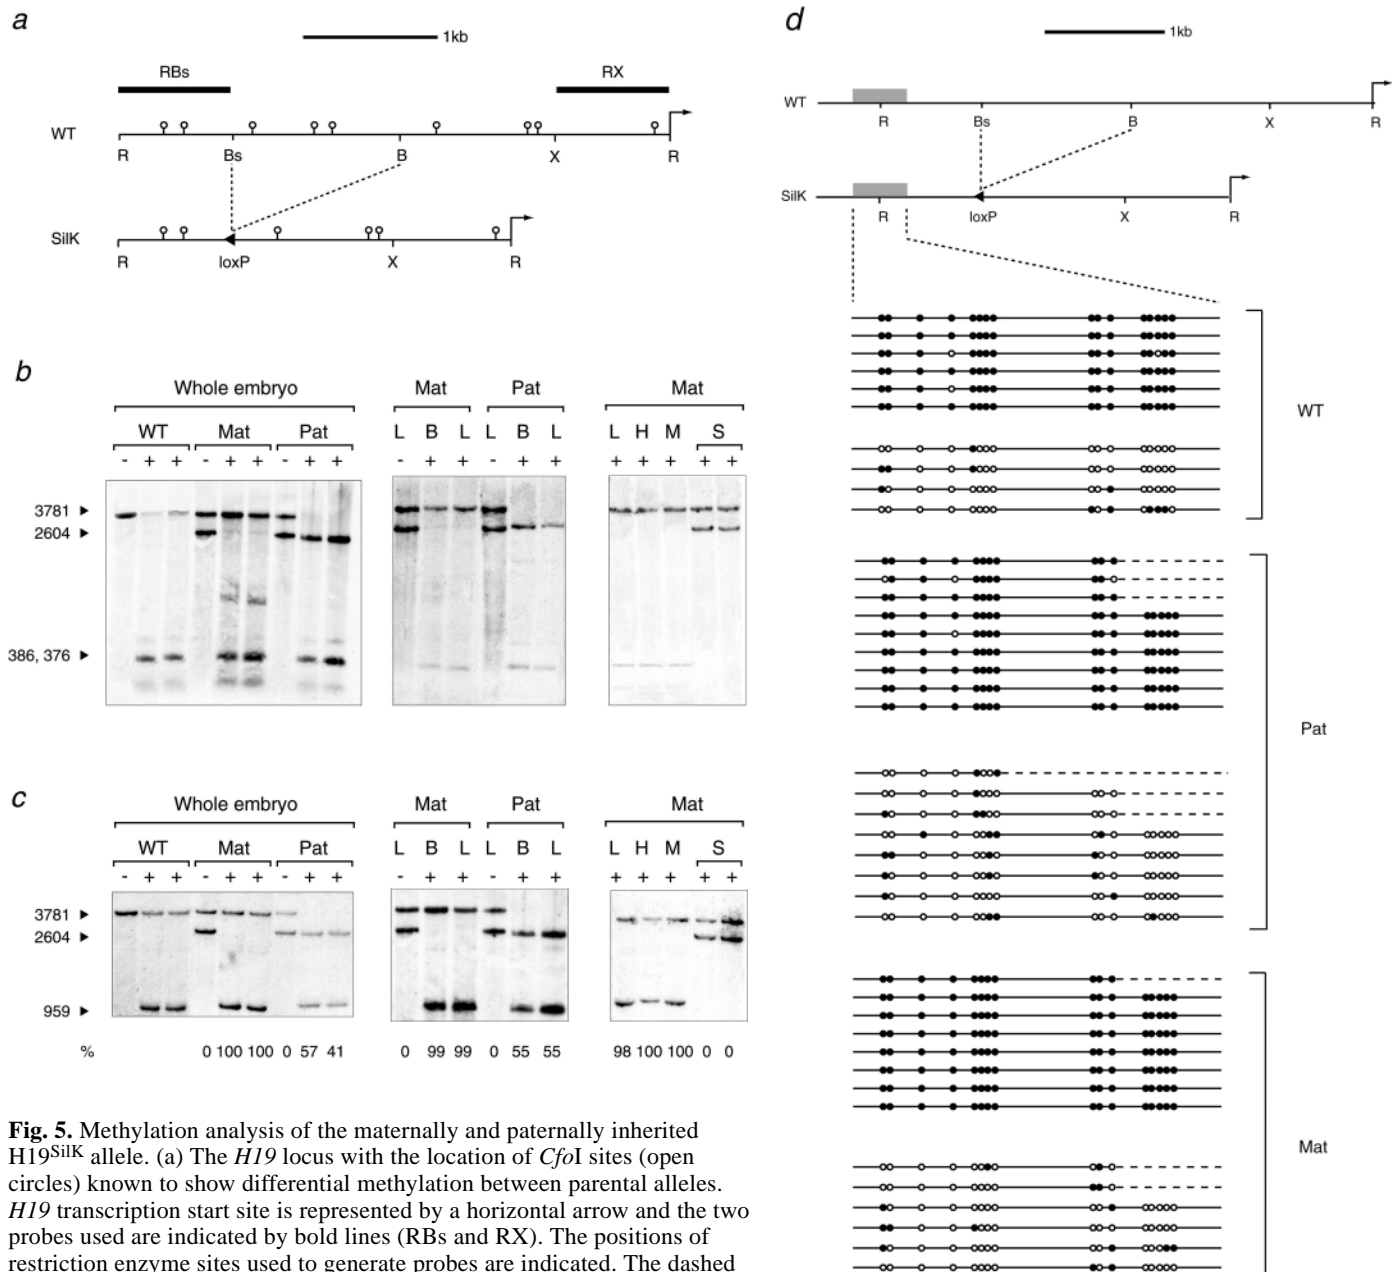 a
1kb
RBs
RX
WT
R Bs B X R
SilK
R loxP X R
b
Whole embryo
Mat
Pat
Mat
WT Mat Pat
L B L L B L
L H M S
- + + - + + - + +
- + + - + +
+ + + + +
3781
2604
386, 376
c
Whole embryo
Mat
Pat
Mat
WT Mat Pat
L B L L B L
L H M S
- + + - + + - + +
- + + - + +
+ + + + +
3781
2604
959
% 0 100 100 0 57 41 0 99 99 0 55 55 98 100 100 0 0
Fig. 5. Methylation analysis of the maternally and paternally inherited
H19SilK allele. (a) The H19 locus with the location of CfoI sites (open
circles) known to show differential methylation between parental alleles.
H19 transcription start site is represented by a horizontal arrow and the two
probes used are indicated by bold lines (RBs and RX). The positions of
restriction enzyme sites used to generate probes are indicated. The dashed
d
1kb
WT
R Bs B X R
SilK
R loxP X R
WT
Pat
Mat